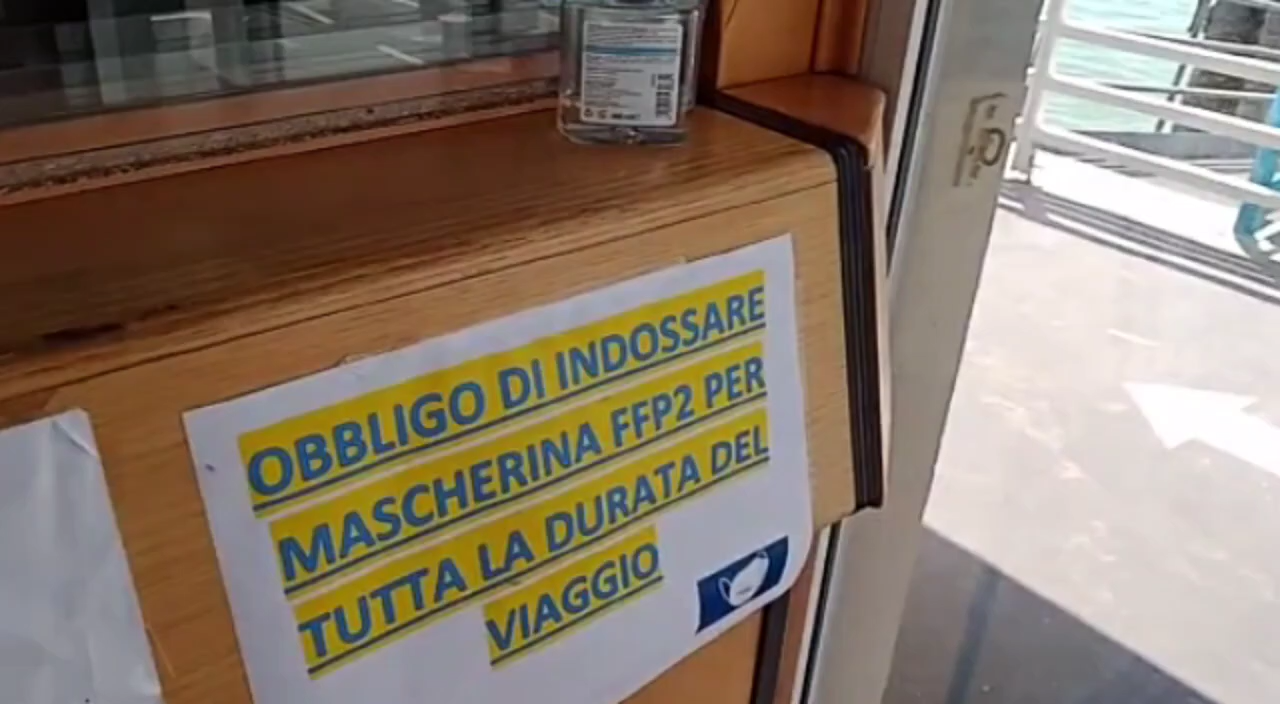 OBBLIGO DI INDOSSARE
MASCHERINA FFP2 PER
TUTTA LA DURATA DEL
VIAGGIO